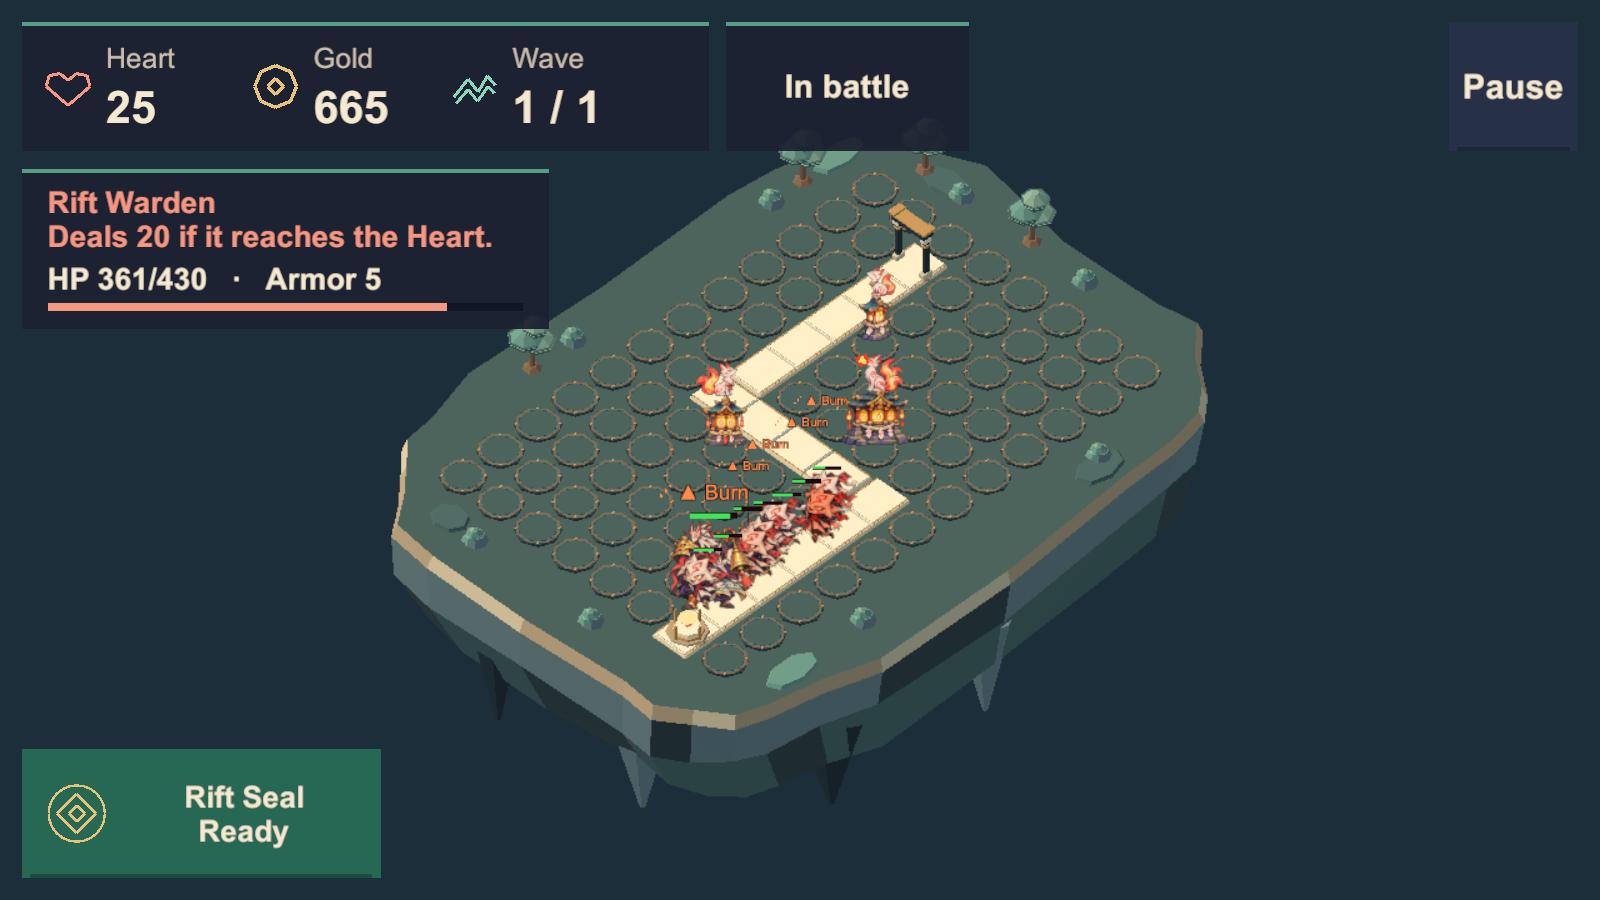 Heart
25
Gold
665
Wave
1 / 1
In battle
Pause
Rift Warden
Deals 20 if it reaches the Heart.
HP 361/430 · Armor 5
Burn
Burn
Burn
Burn
Burn
Rift Seal
Ready